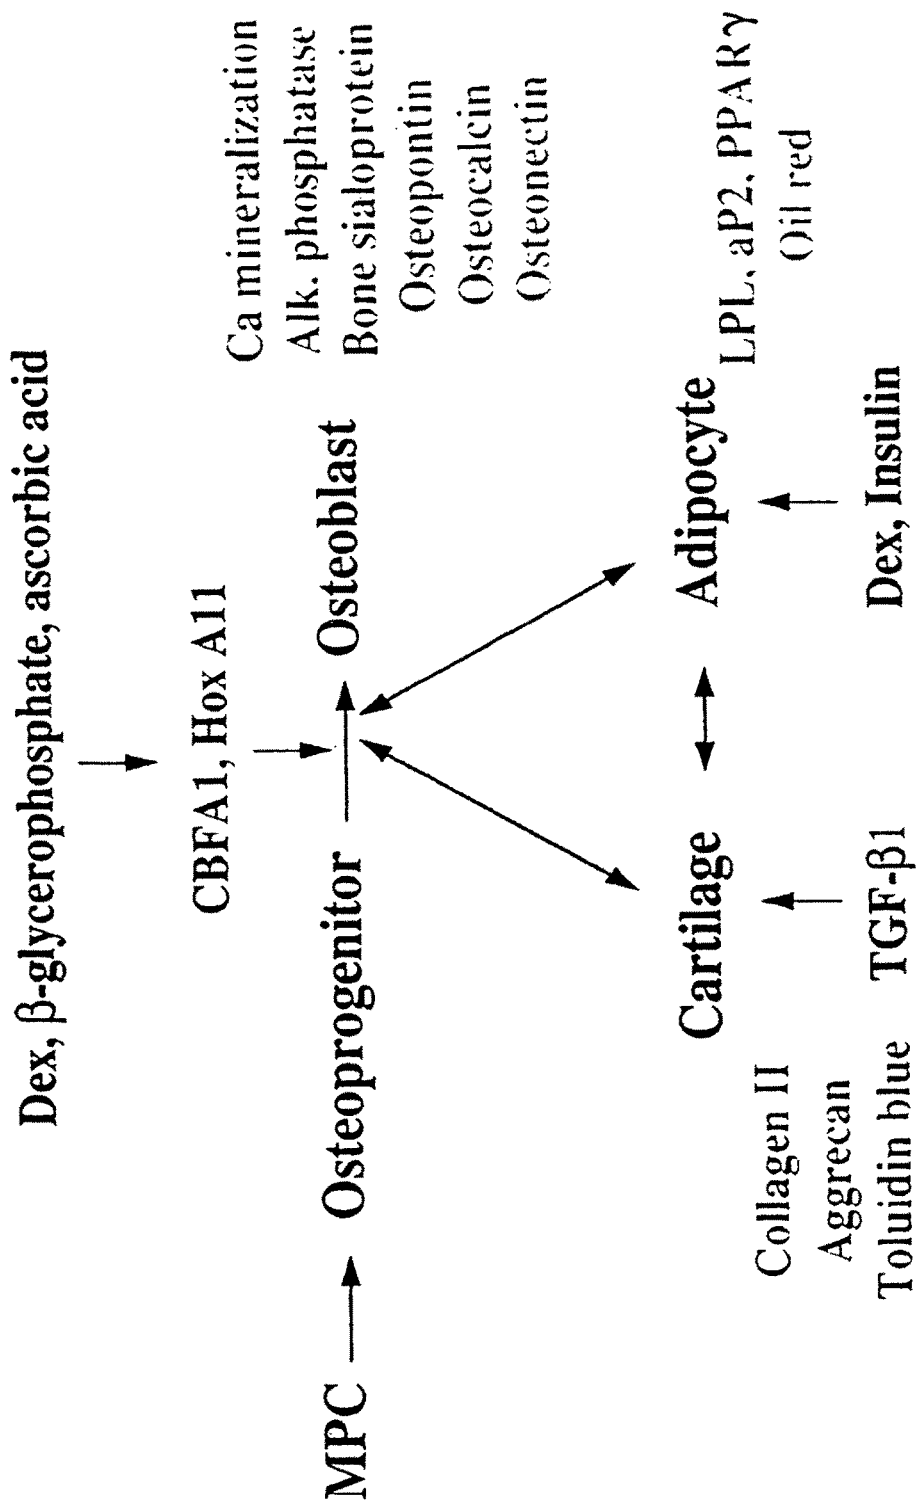 Dex, β-glycerophosphate, ascorbic acid
CBFA1, Hox A11
MPC
Osteoprogenitor
Osteoblast
Ca mineralization
Alk. phosphatase
Bone sialoprotein
Osteopontin
Osteocalcin
Osteonectin
Cartilage
Adipocyte
Collagen II
Aggrecan
Toluidin blue
TGF-β1
Dex, Insulin
LPL, aP2, PPARγ
Oil red